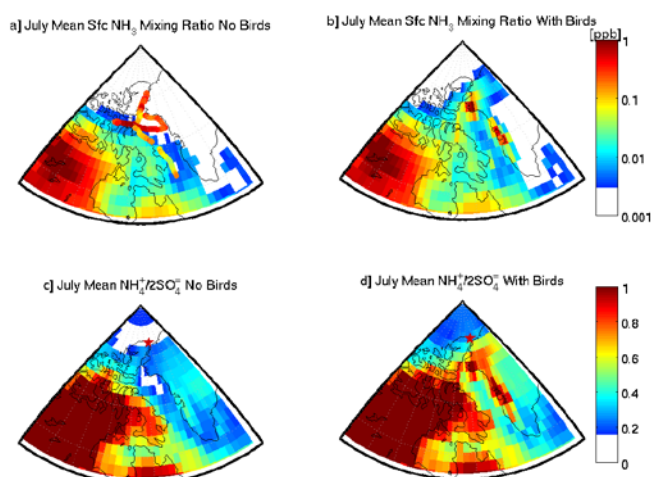 a] July Mean Sfc NH₃ Mixing Ratio No Birds
b] July Mean Sfc NH₃ Mixing Ratio With Birds
[ppb]
1
0.1
0.01
0.001
c] July Mean NH₄⁺/2SO₄⁼ No Birds
d] July Mean NH₄⁺/2SO₄⁼ With Birds
1
0.8
0.6
0.4
0.2
0